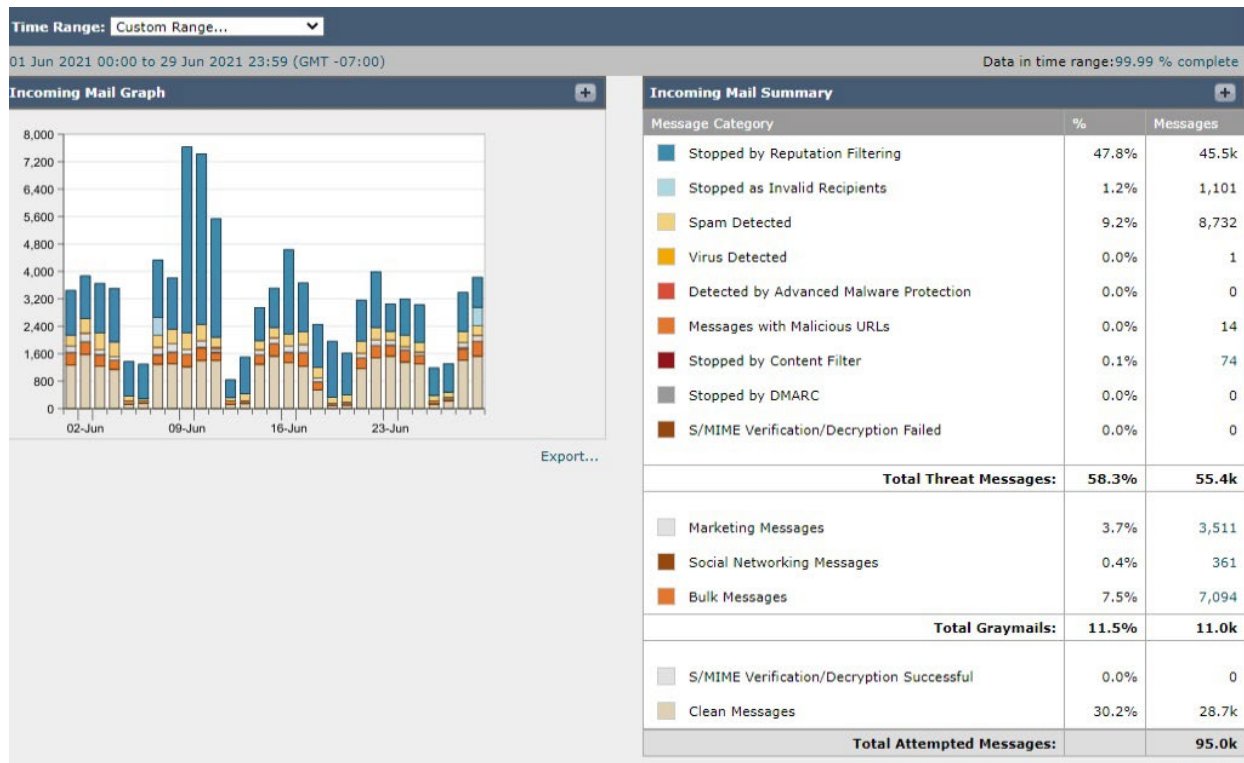 Time Range: Custom Range...
01 Jun 2021 00:00 to 29 Jun 2021 23:59 (GMT -07:00) Data in time range:99.99 % complete
Incoming Mail Graph
8,000
7,200
6,400
5,600
4,800
4,000
3,200
2,400
1,600
800
0
02-Jun 09-Jun 16-Jun 23-Jun
Export...
Incoming Mail Summary
Message Category % Messages
Stopped by Reputation Filtering 47.8% 45.5k
Stopped as Invalid Recipients 1.2% 1,101
Spam Detected 9.2% 8,732
Virus Detected 0.0% 1
Detected by Advanced Malware Protection 0.0% 0
Messages with Malicious URLs 0.0% 14
Stopped by Content Filter 0.1% 74
Stopped by DMARC 0.0% 0
S/MIME Verification/Decryption Failed 0.0% 0
Total Threat Messages: 58.3% 55.4k
Marketing Messages 3.7% 3,511
Social Networking Messages 0.4% 361
Bulk Messages 7.5% 7,094
Total Graymails: 11.5% 11.0k
S/MIME Verification/Decryption Successful 0.0% 0
Clean Messages 30.2% 28.7k
Total Attempted Messages: 95.0k